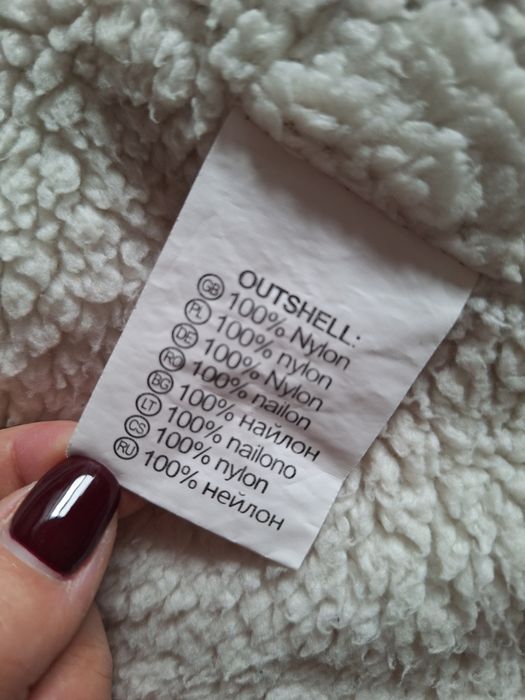 OUTSHELL:
GB 100% Nylon
PL 100% nylon
DE 100% Nylon
RO 100% nailon
BG 100% найлон
LT 100% nailono
CS 100% nylon
RU 100% нейлон